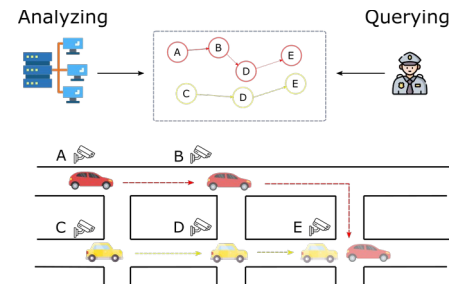 Analyzing Querying
A B E
D
C D E
A B
C D E